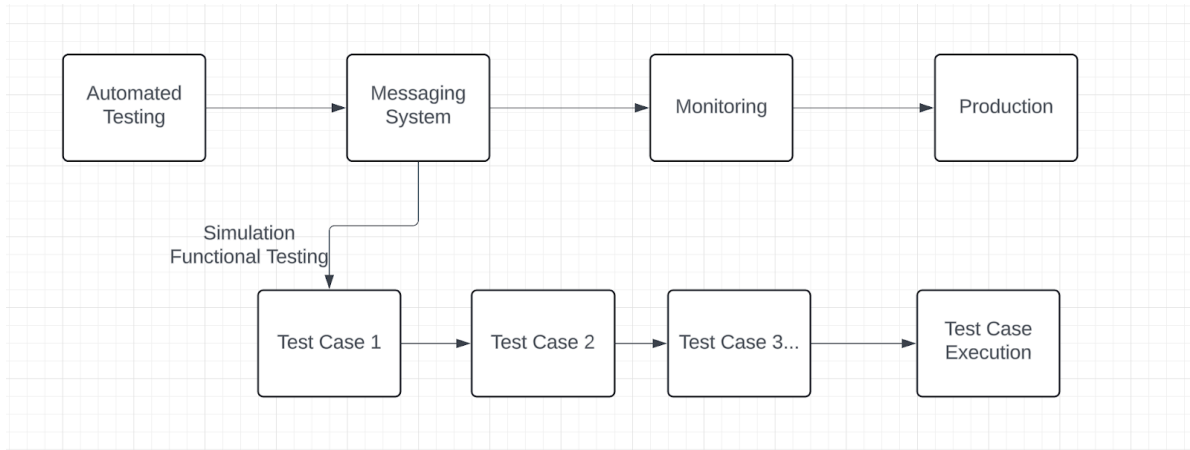 Automated
Testing
Messaging
System
Monitoring
Production
Simulation
Functional Testing
Test Case 1
Test Case 2
Test Case 3...
Test Case
Execution